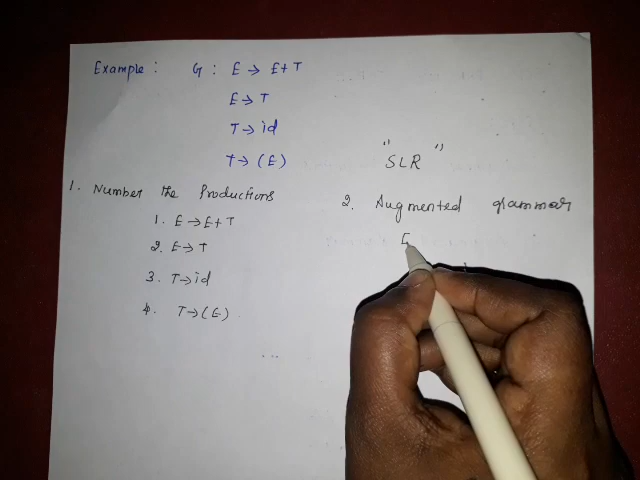 Example : G : E → E+T
E → T
T → id
T → (E)
" SLR "
1. Number the Productions
1. E → E+T
2. E → T
3. T → id
4. T → (E)
2. Augmented grammar